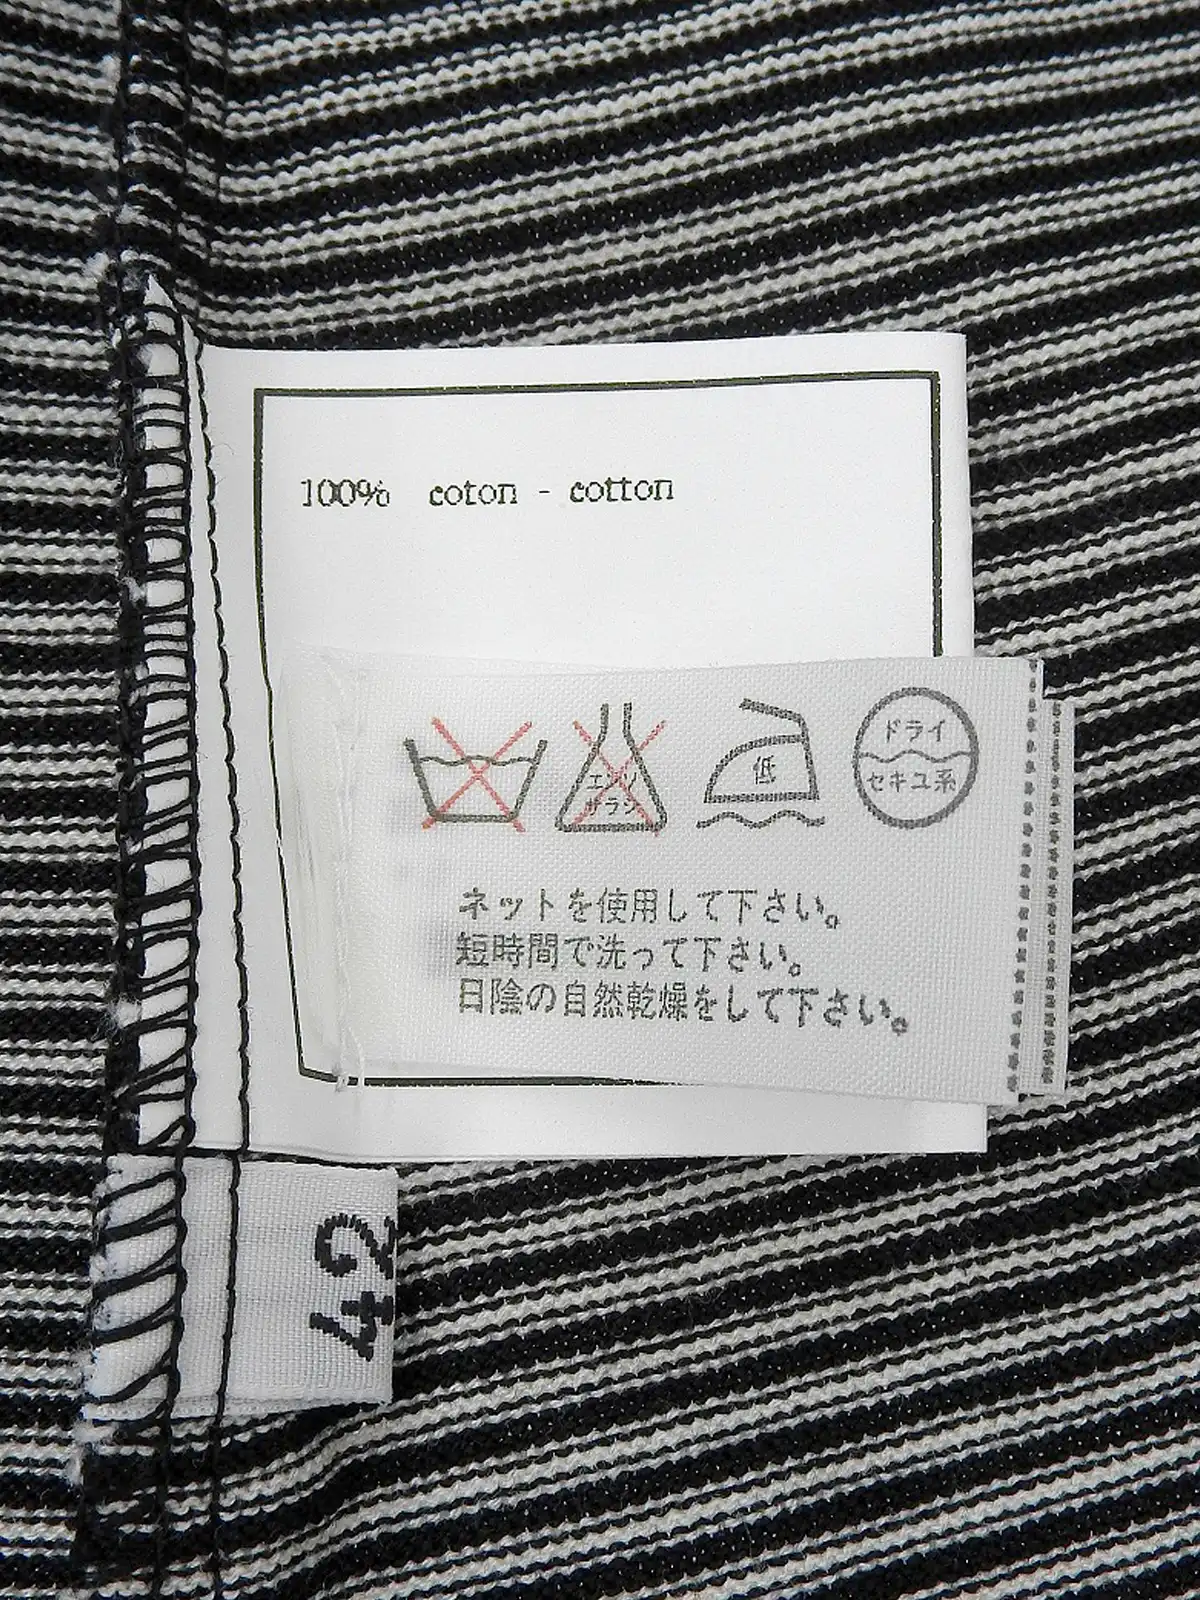 100% coton - cotton
エンソ
サラシ
低
ドライ
セキユ系
ネットを使用して下さい。
短時間で洗って下さい。
日陰の自然乾燥をして下さい。
42